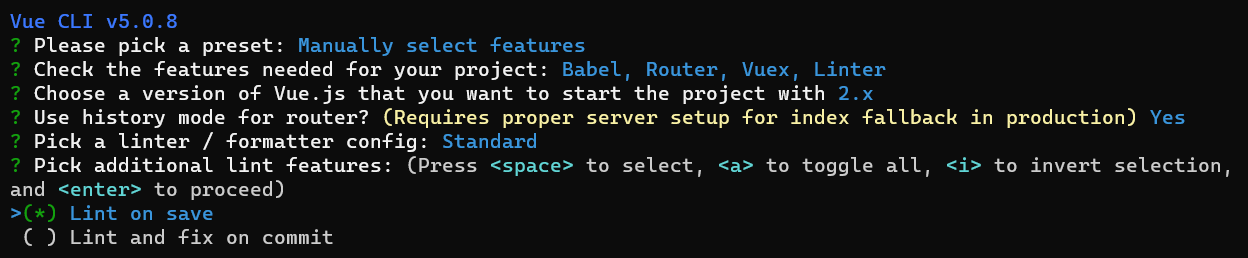 Vue CLI v5.0.8
? Please pick a preset: Manually select features
? Check the features needed for your project: Babel, Router, Vuex, Linter
? Choose a version of Vue.js that you want to start the project with 2.x
? Use history mode for router? (Requires proper server setup for index fallback in production) Yes
? Pick a linter / formatter config: Standard
? Pick additional lint features: (Press <space> to select, <a> to toggle all, <i> to invert selection,
and <enter> to proceed)
>(*) Lint on save
 ( ) Lint and fix on commit